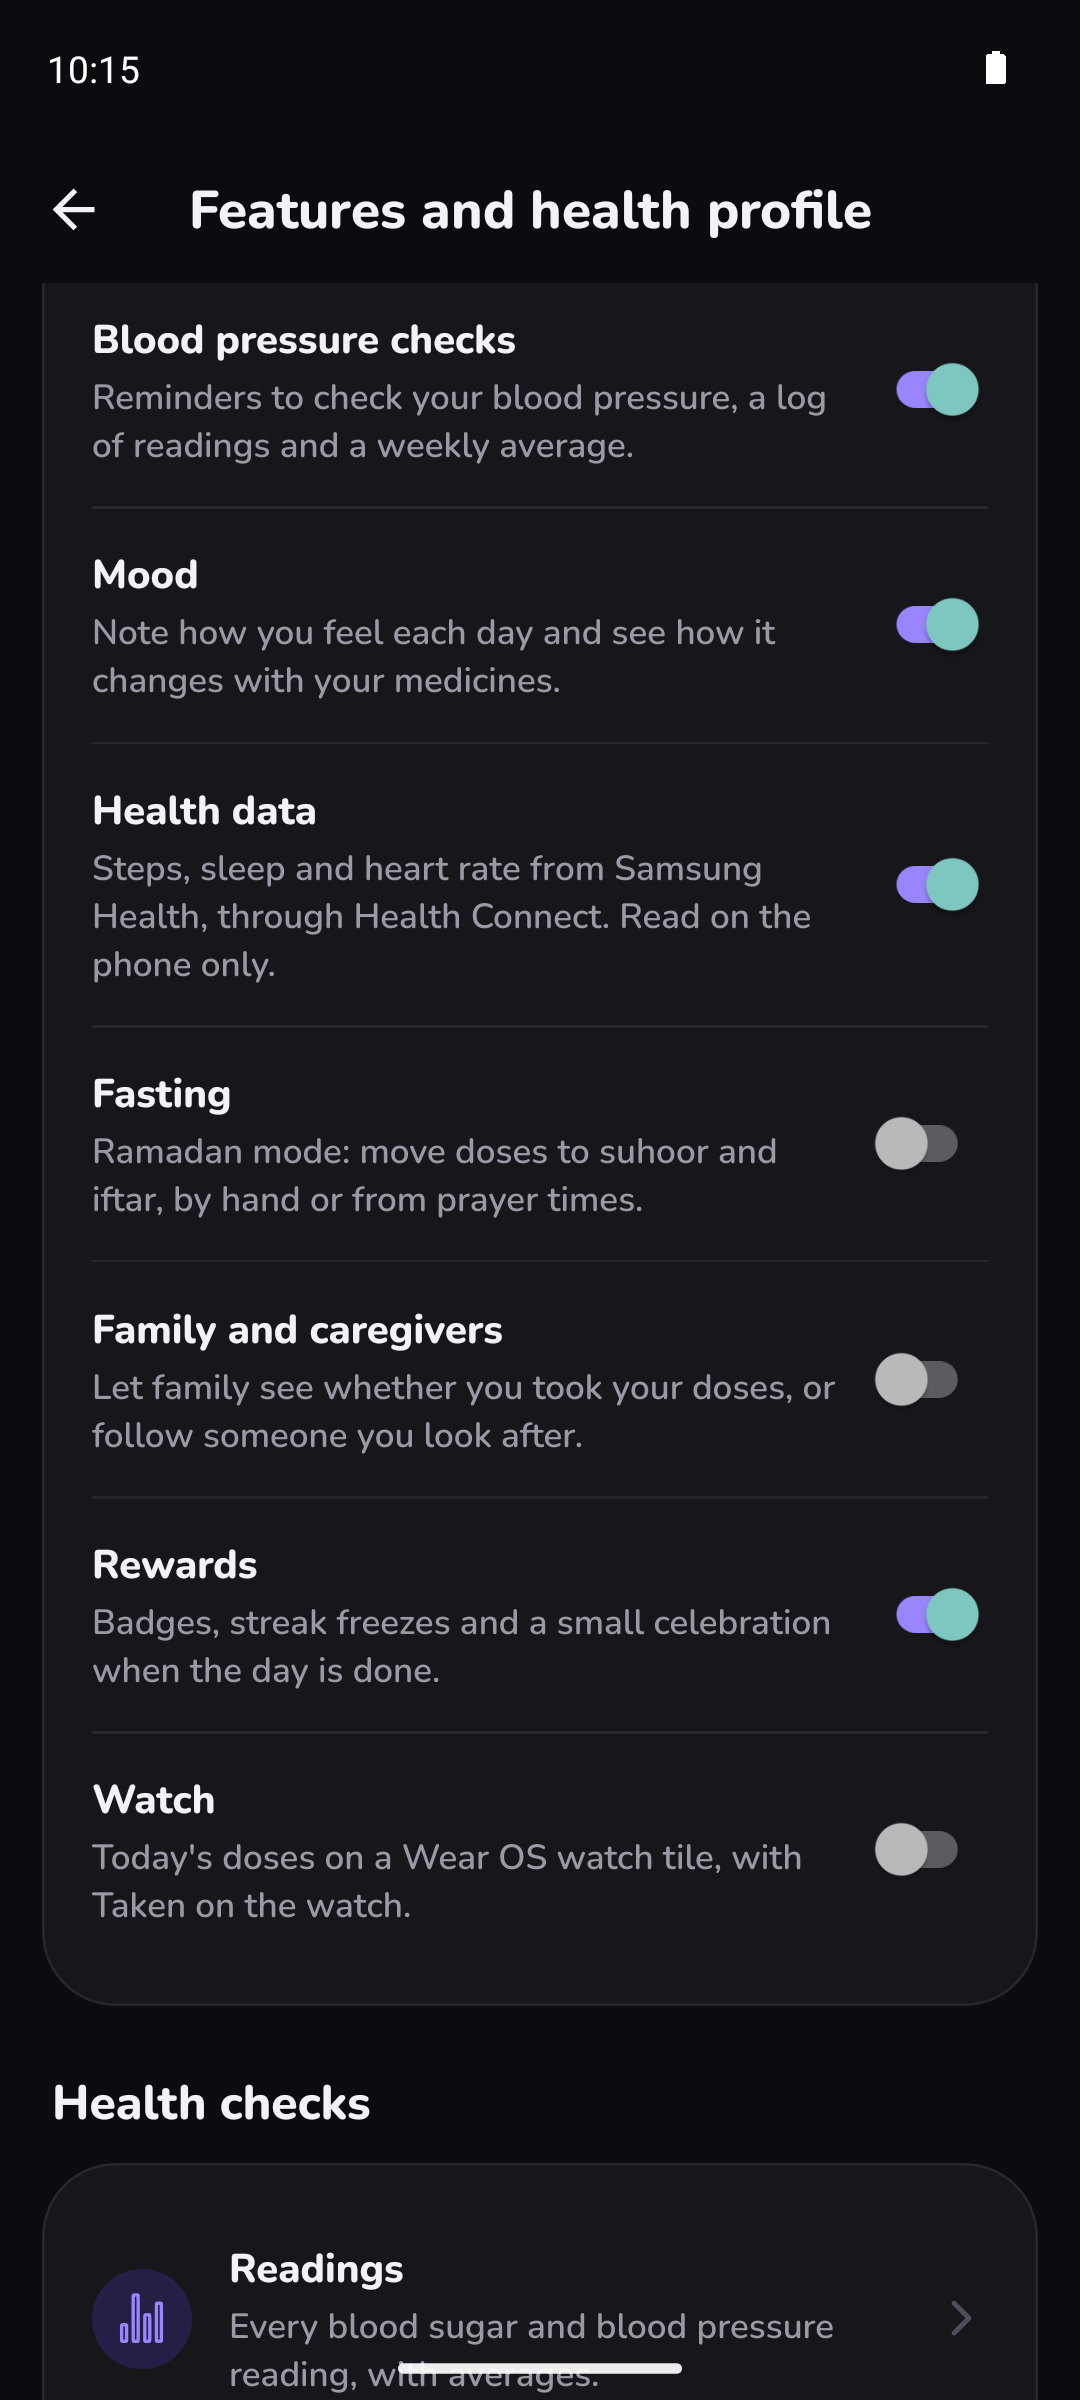 10:15
Features and health profile
Blood pressure checks
Reminders to check your blood pressure, a log
of readings and a weekly average.
Mood
Note how you feel each day and see how it
changes with your medicines.
Health data
Steps, sleep and heart rate from Samsung
Health, through Health Connect. Read on the
phone only.
Fasting
Ramadan mode: move doses to suhoor and
iftar, by hand or from prayer times.
Family and caregivers
Let family see whether you took your doses, or
follow someone you look after.
Rewards
Badges, streak freezes and a small celebration
when the day is done.
Watch
Today's doses on a Wear OS watch tile, with
Taken on the watch.
Health checks
Readings
Every blood sugar and blood pressure
reading, with averages.